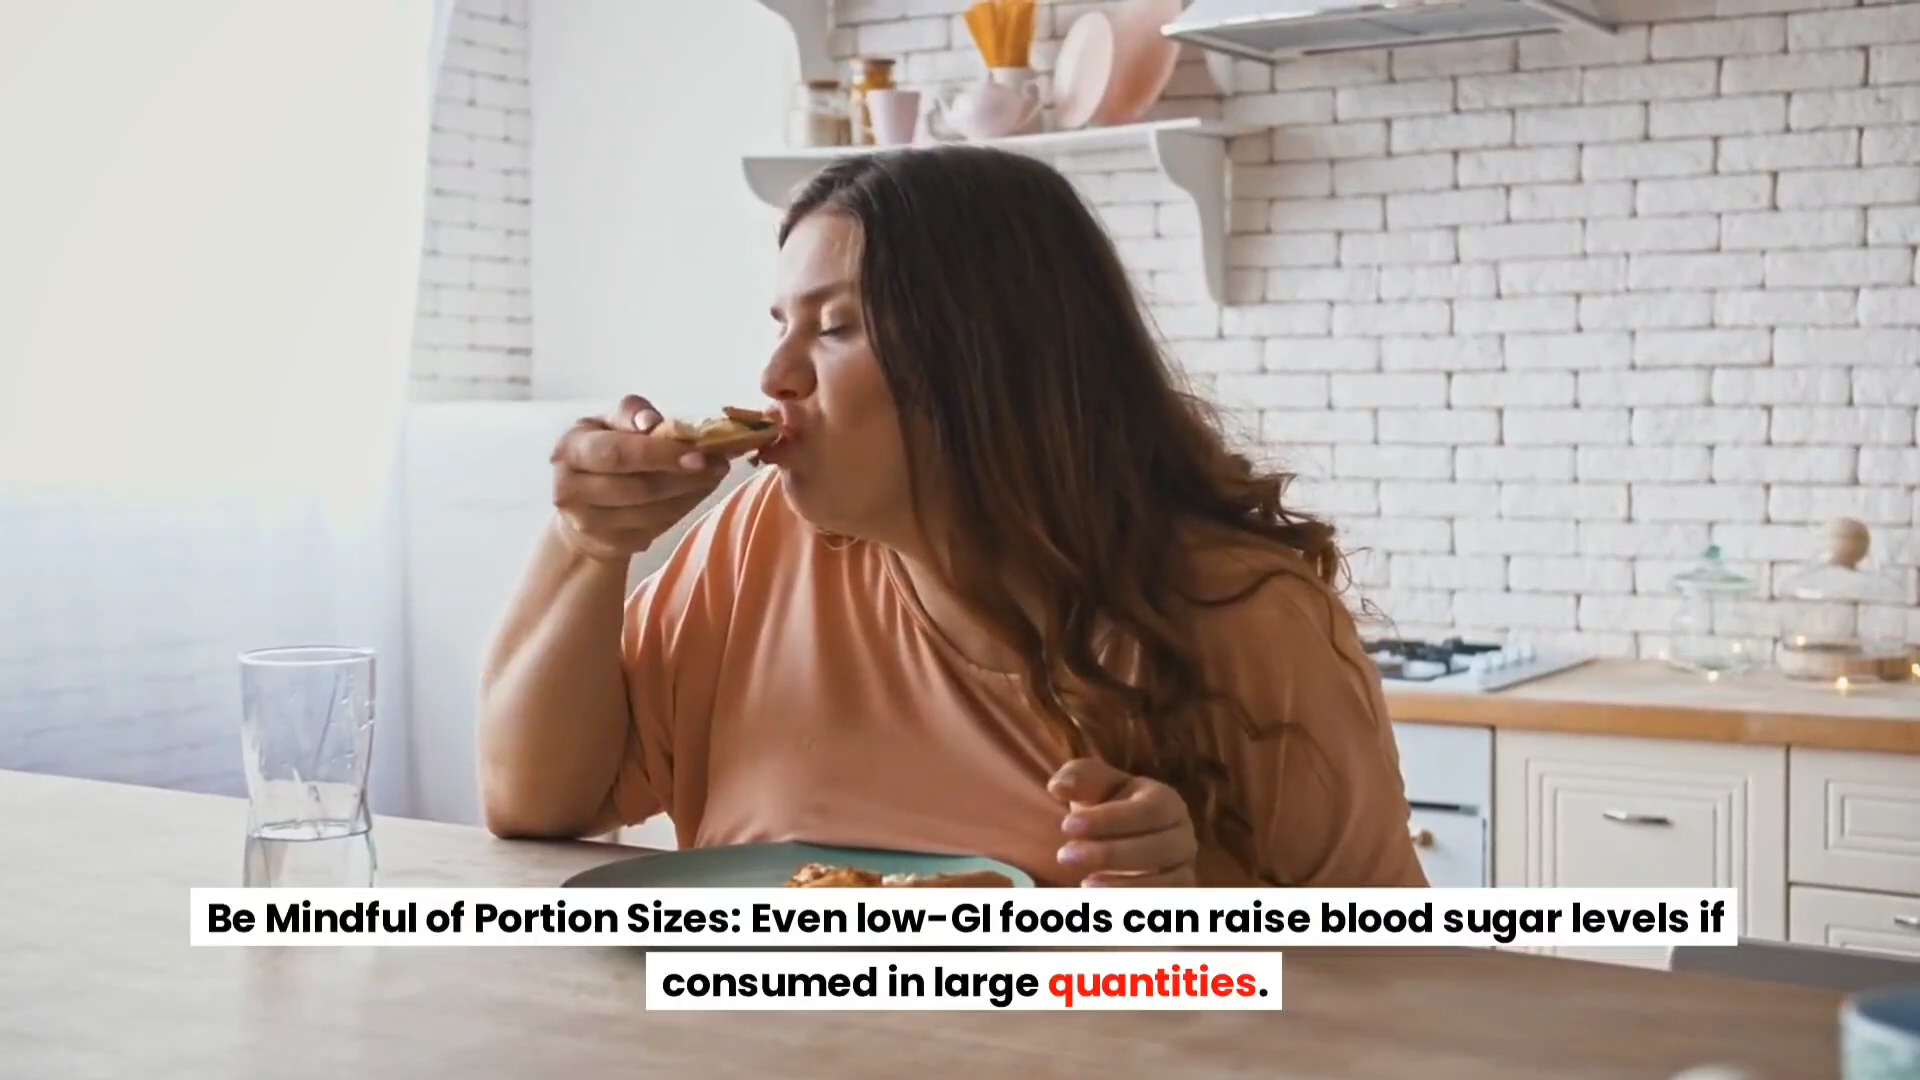 Be Mindful of Portion Sizes: Even low-GI foods can raise blood sugar levels if
consumed in large quantities.